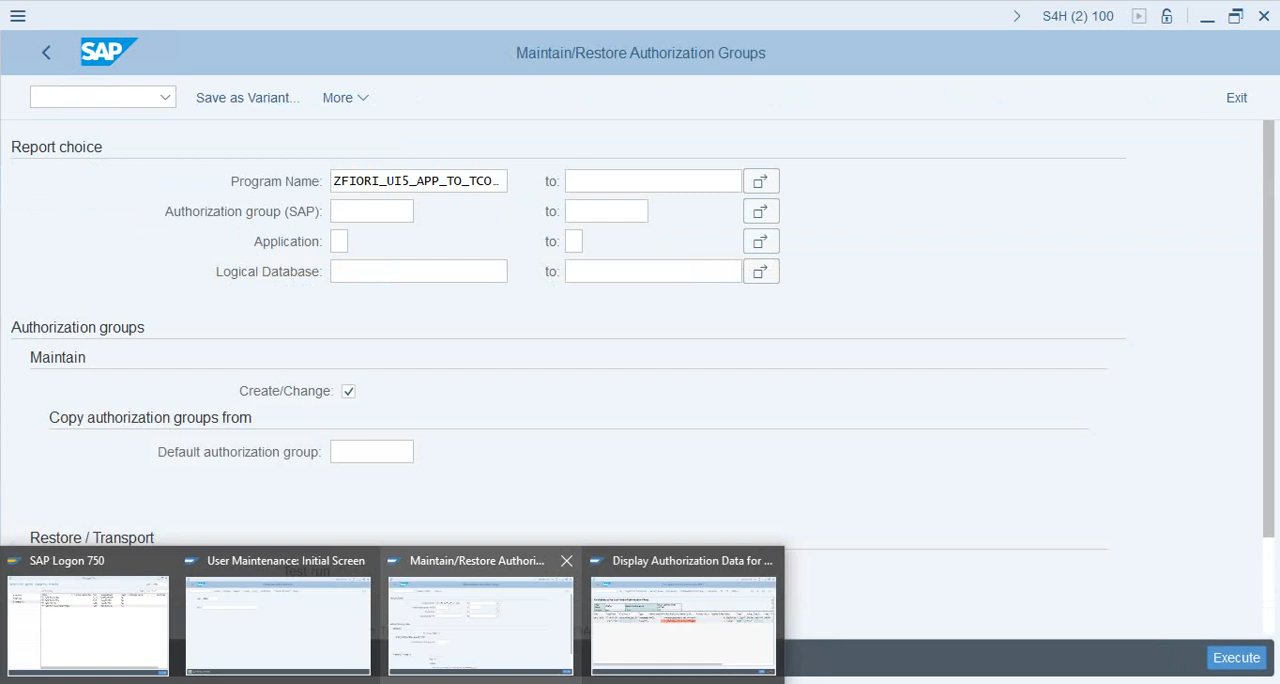 S4H (2) 100
SAP
Maintain/Restore Authorization Groups
Save as Variant... More Exit
Report choice
Program Name: ZFIORI_UI5_APP_TO_TCO... to:
Authorization group (SAP): to:
Application: to:
Logical Database: to:
Authorization groups
Maintain
Create/Change:
Copy authorization groups from
Default authorization group:
Restore / Transport
SAP Logon 750 User Maintenance: Initial Screen Maintain/Restore Authori... Display Authorization Data for ...
Execute